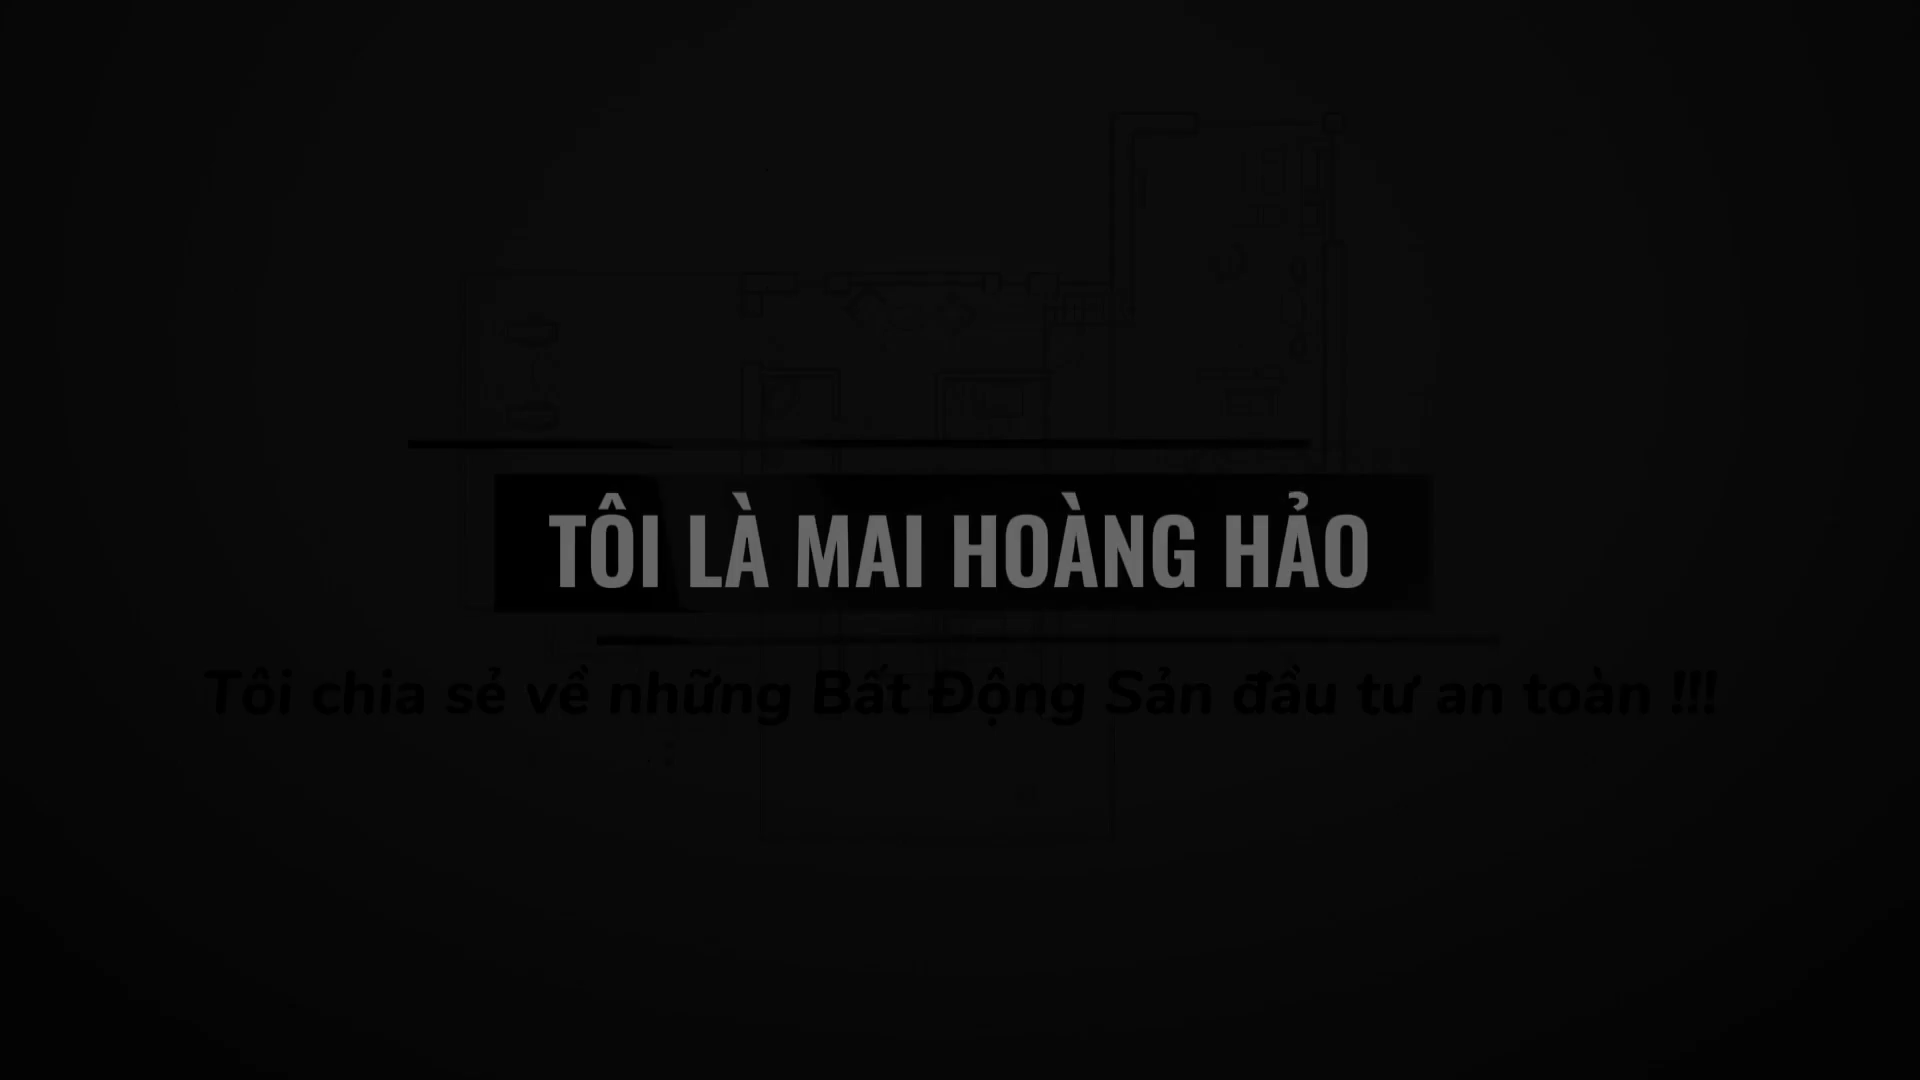 TÔI LÀ MAI HOÀNG HẢO
Tôi chia sẻ về những Bất Động Sản đầu tư an toàn !!!